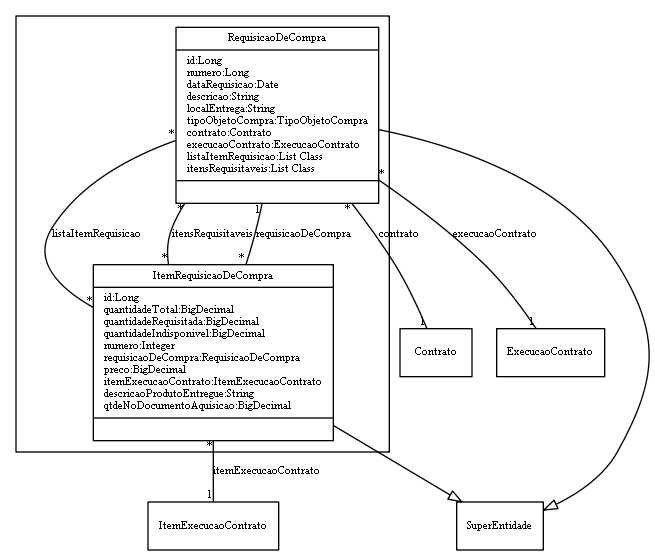 RequisicaoDeCompra
id:Long
numero:Long
dataRequisicao:Date
descricao:String
localEntrega:String
tipoObjetoCompra:TipoObjetoCompra
contrato:Contrato
execucaoContrato:ExecucaoContrato
listaItemRequisicao:List Class
itensRequisitaveis:List Class
* *
* 1 *
listaItemRequisicao itensRequisitaveis requisicaoDeCompra contrato execucaoContrato
* *
ItemRequisicaoDeCompra
*
id:Long
quantidadeTotal:BigDecimal
quantidadeRequisitada:BigDecimal
quantidadeIndisponivel:BigDecimal
numero:Integer
requisicaoDeCompra:RequisicaoDeCompra
preco:BigDecimal
itemExecucaoContrato:ItemExecucaoContrato
descricaoProdutoEntregue:String
qtdeNoDocumentoAquisicao:BigDecimal
1 1
Contrato ExecucaoContrato
*
itemExecucaoContrato
1
ItemExecucaoContrato SuperEntidade